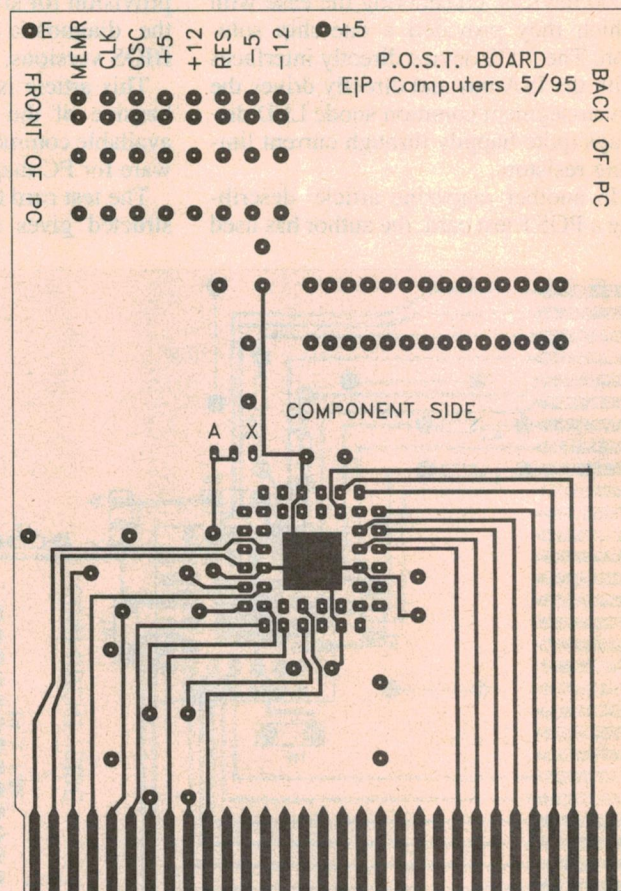 E
MEMR
CLK
OSC
+5
+12
RES
-5
-12
+5
P.O.S.T. BOARD
EiP Computers 5/95
FRONT OF PC
BACK OF PC
COMPONENT SIDE
A X